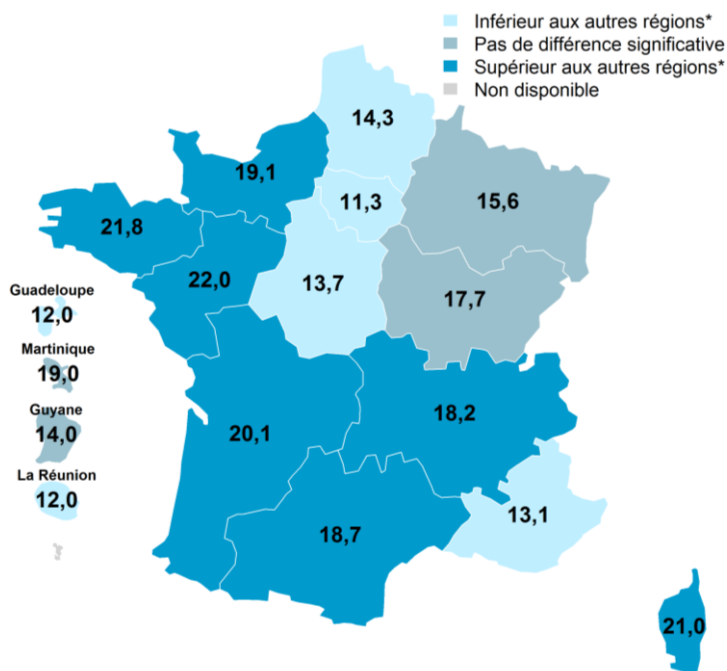 Inférieur aux autres régions*
Pas de différence significative
Supérieur aux autres régions*
Non disponible
14,3
19,1
11,3
15,6
21,8
22,0
13,7
17,7
Guadeloupe
12,0
Martinique
19,0
Guyane
14,0
La Réunion
12,0
20,1
18,2
18,7
13,1
21,0